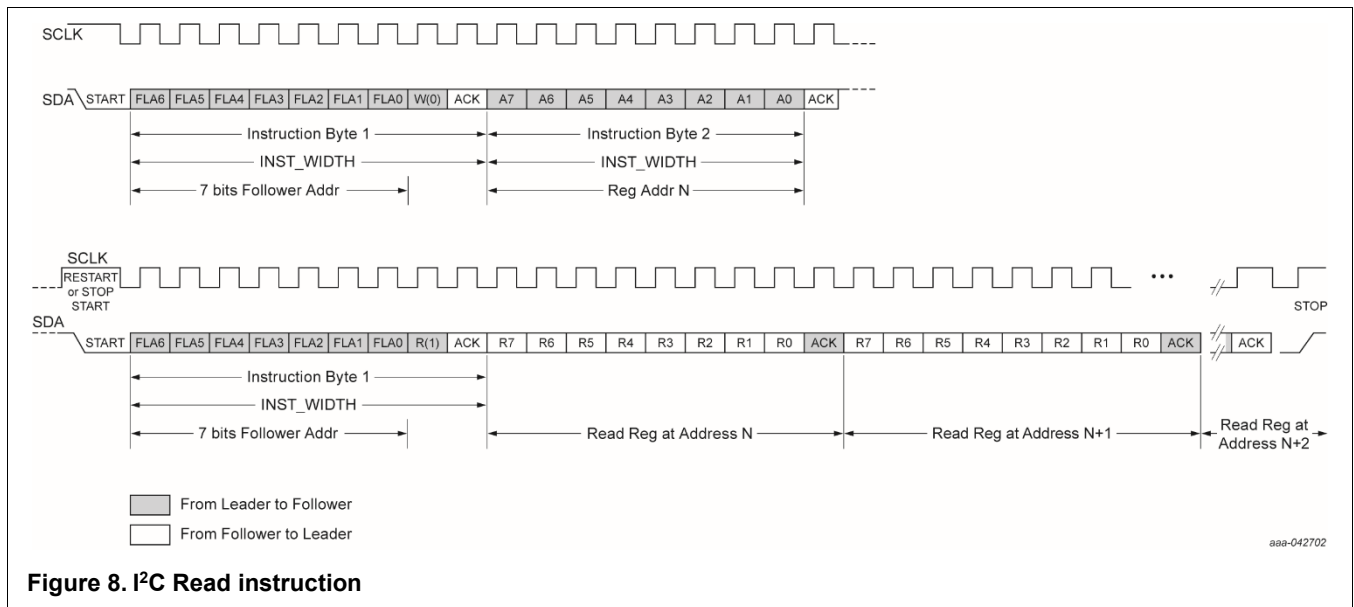 SCLK
SDA START FLA6 FLA5 FLA4 FLA3 FLA2 FLA1 FLA0 W(0) ACK A7 A6 A5 A4 A3 A2 A1 A0 ACK
Instruction Byte 1 Instruction Byte 2
INST_WIDTH INST_WIDTH
7 bits Follower Addr Reg Addr N
SCLK
RESTART
or STOP
START
...
STOP
SDA
START FLA6 FLA5 FLA4 FLA3 FLA2 FLA1 FLA0 R(1) ACK R7 R6 R5 R4 R3 R2 R1 R0 ACK R7 R6 R5 R4 R3 R2 R1 R0 ACK ACK
Instruction Byte 1
INST_WIDTH
7 bits Follower Addr Read Reg at Address N Read Reg at Address N+1 Read Reg at
Address N+2
From Leader to Follower
From Follower to Leader
aaa-042702
Figure 8. I²C Read instruction